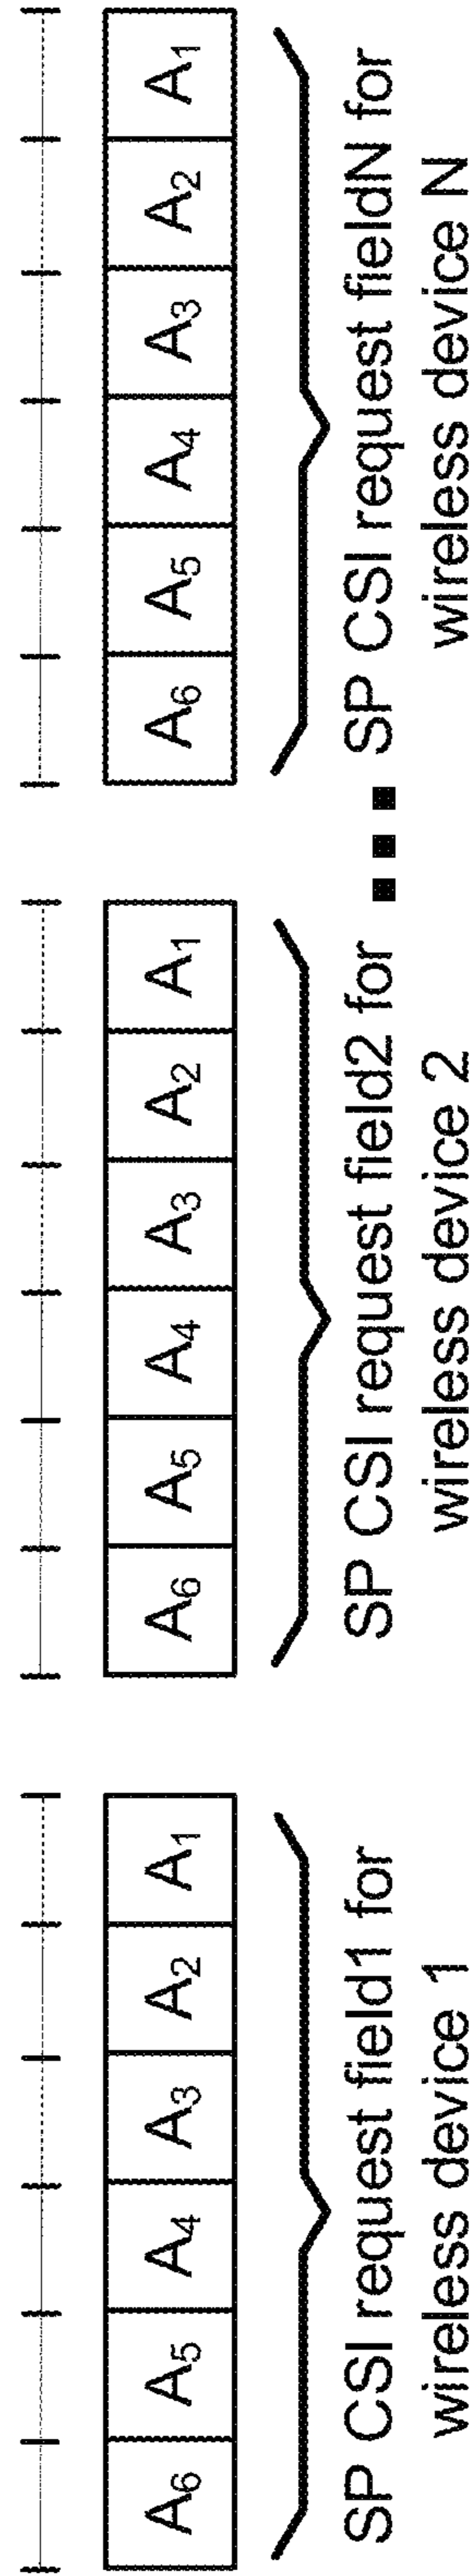 A6 A5 A4 A3 A2 A1
SP CSI request field1 for
wireless device 1
A6 A5 A4 A3 A2 A1
SP CSI request field2 for
wireless device 2
A6 A5 A4 A3 A2 A1
SP CSI request fieldN for
wireless device N